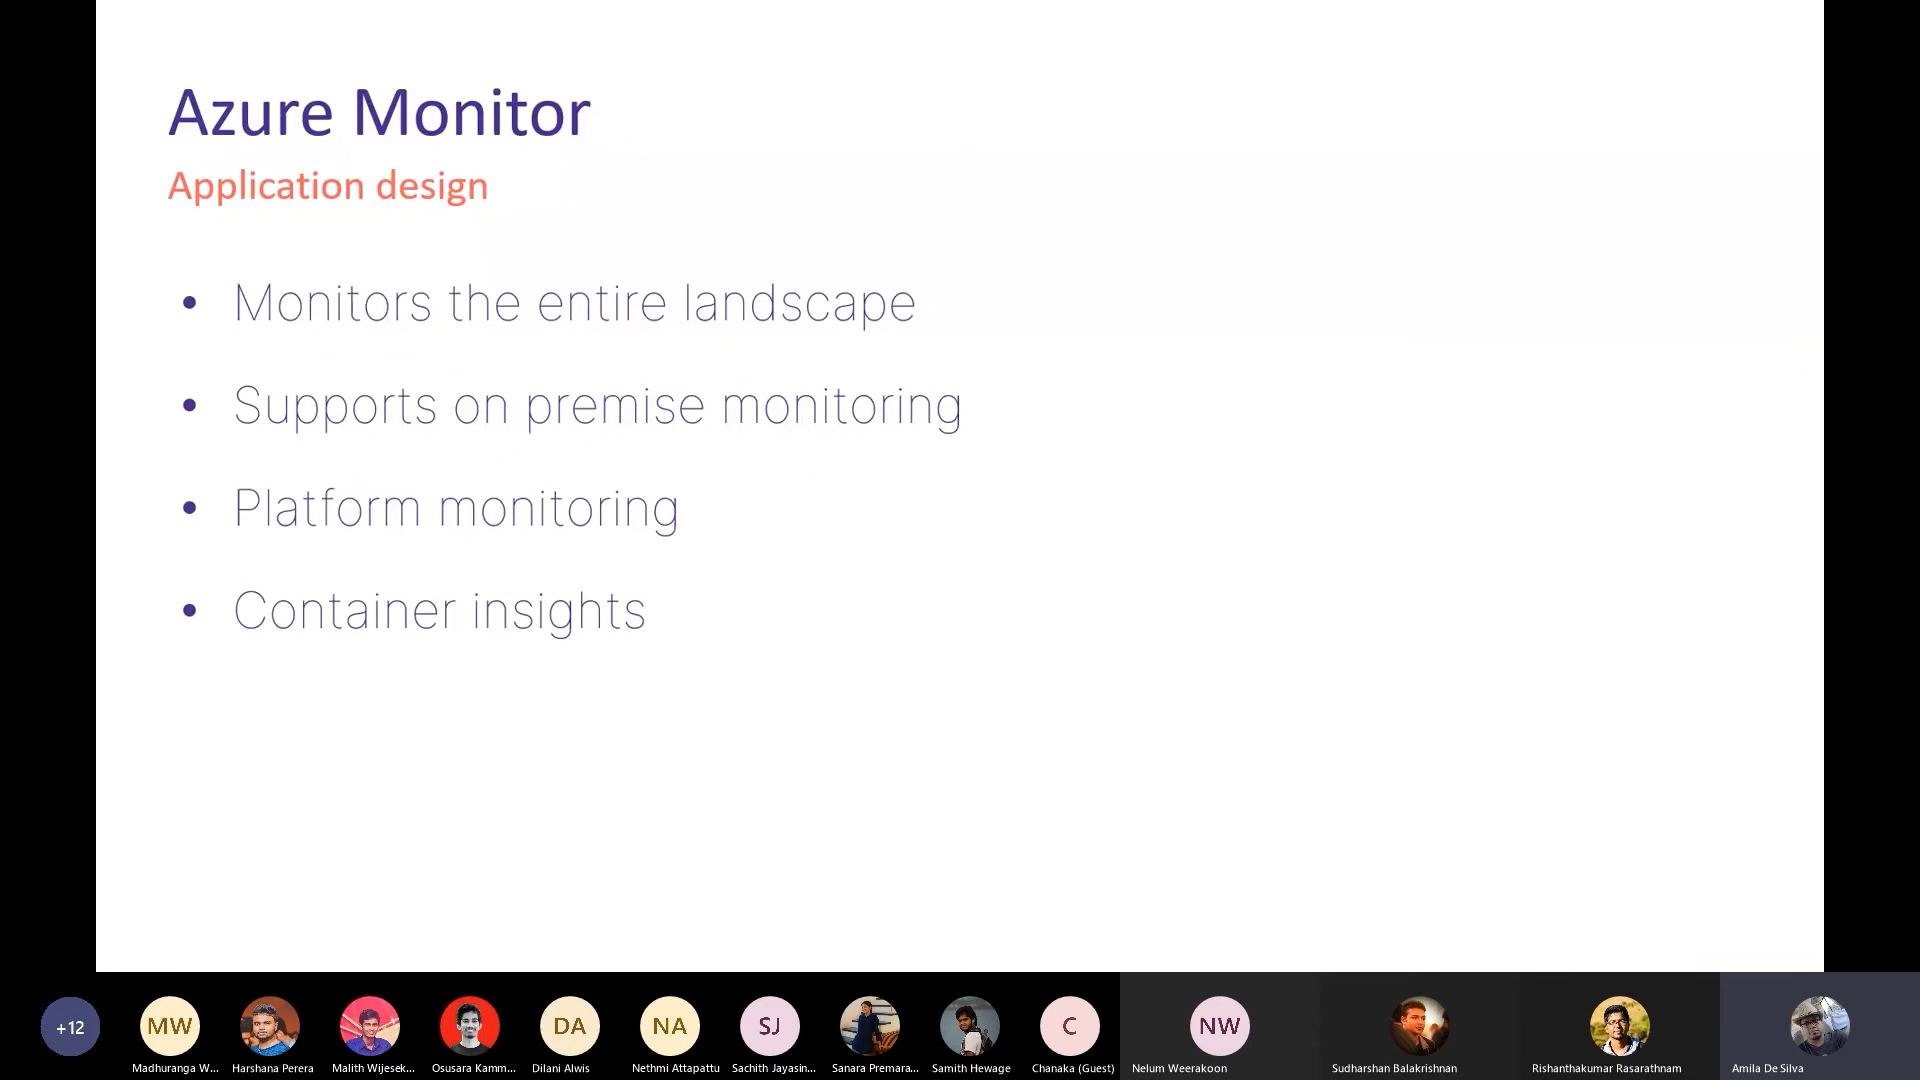 Azure Monitor
Application design
• Monitors the entire landscape
• Supports on premise monitoring
• Platform monitoring
• Container insights
+12
MW
DA
NA
SJ
C
NW
Madhuranga W...
Harshana Perera
Malith Wijesek...
Osusara Kamm...
Dilani Alwis
Nethmi Attapattu
Sachith Jayasin...
Sanara Premara...
Samith Hewage
Chanaka (Guest)
Nelum Weerakoon
Sudharshan Balakrishnan
Rishanthakumar Rasarathnam
Amila De Silva